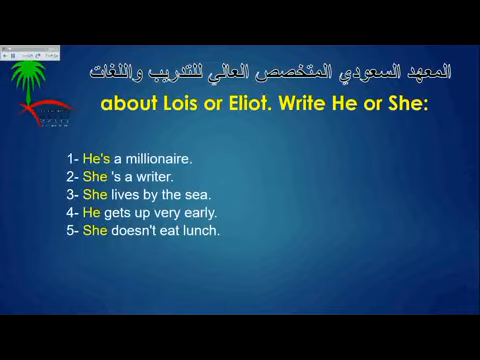 المعهد السعودي المتخصص العالي للتدريب واللغات
about Lois or Eliot. Write He or She:
1- He's a millionaire.
2- She 's a writer.
3- She lives by the sea.
4- He gets up very early.
5- She doesn't eat lunch.